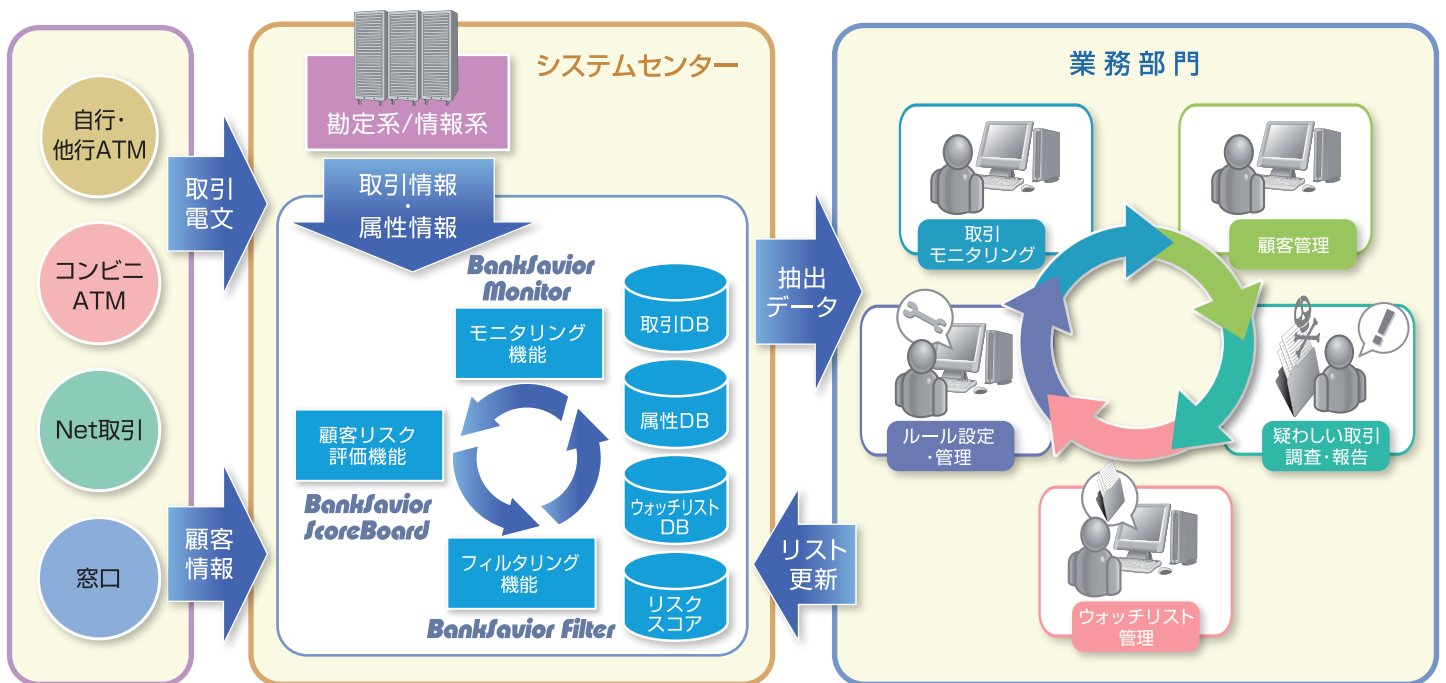 自行・
他行ATM
コンビニ
ATM
Net取引
窓口
取引
電文
顧客
情報
システムセンター
勘定系/情報系
取引情報
・
属性情報
BankSavior
Monitor
モニタリング
機能
顧客リスク
評価機能
BankSavior
ScoreBoard
フィルタリング
機能
BankSavior Filter
取引DB
属性DB
ウォッチリスト
DB
リスク
スコア
抽出
データ
リスト
更新
業務部門
取引
モニタリング
顧客管理
ルール設定
・管理
!
疑わしい取引
調査・報告
ウォッチリスト
管理